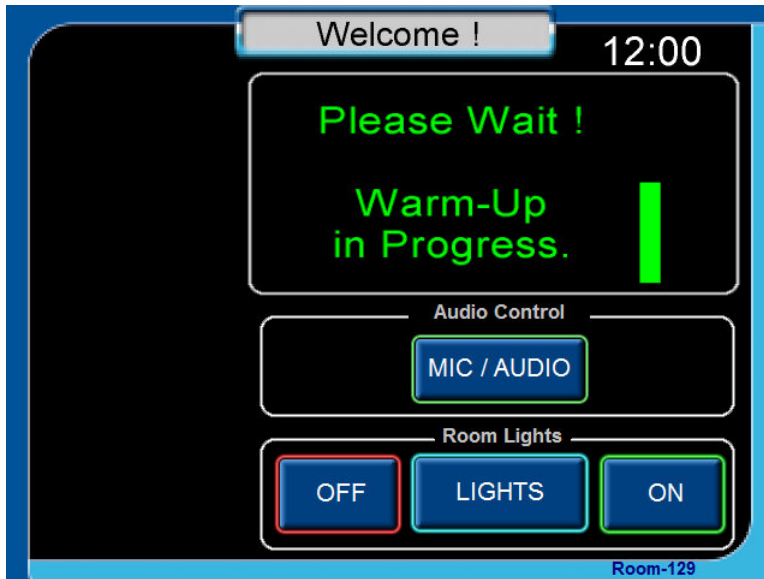 Welcome !
12:00
Please Wait !
Warm-Up
in Progress.
Audio Control
MIC / AUDIO
Room Lights
OFF
LIGHTS
ON
Room-129